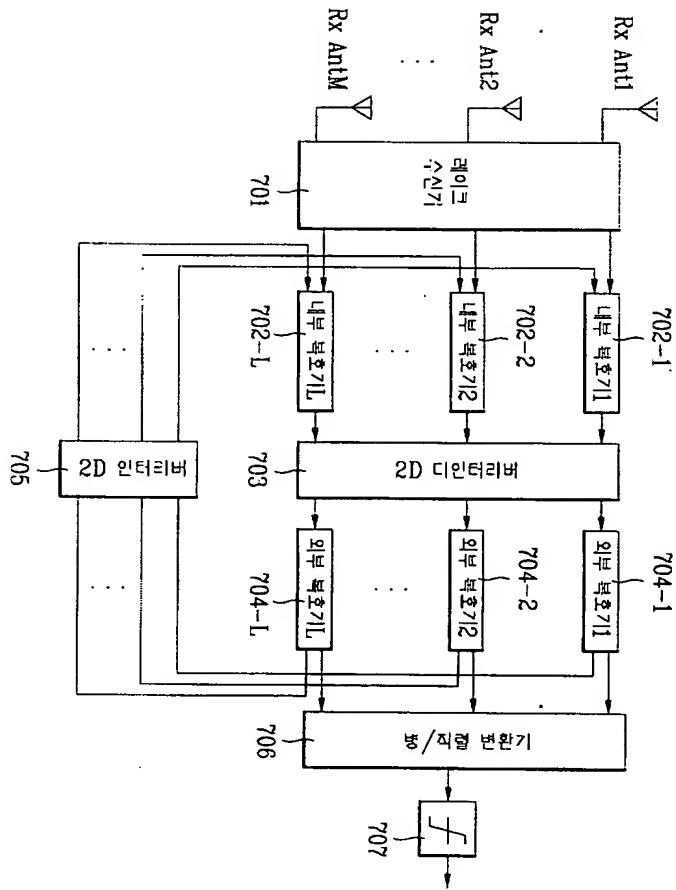 Rx Ant1
Rx Ant2
...
Rx AntM
레이크
수신기
701
내부 복호기1
702-1
내부 복호기2
702-2
...
내부 복호기L
702-L
2D 디인터리버
703
외부 복호기1
704-1
외부 복호기2
704-2
...
외부 복호기L
704-L
...
2D 인터리버
705
...
병/직렬 변환기
706
707